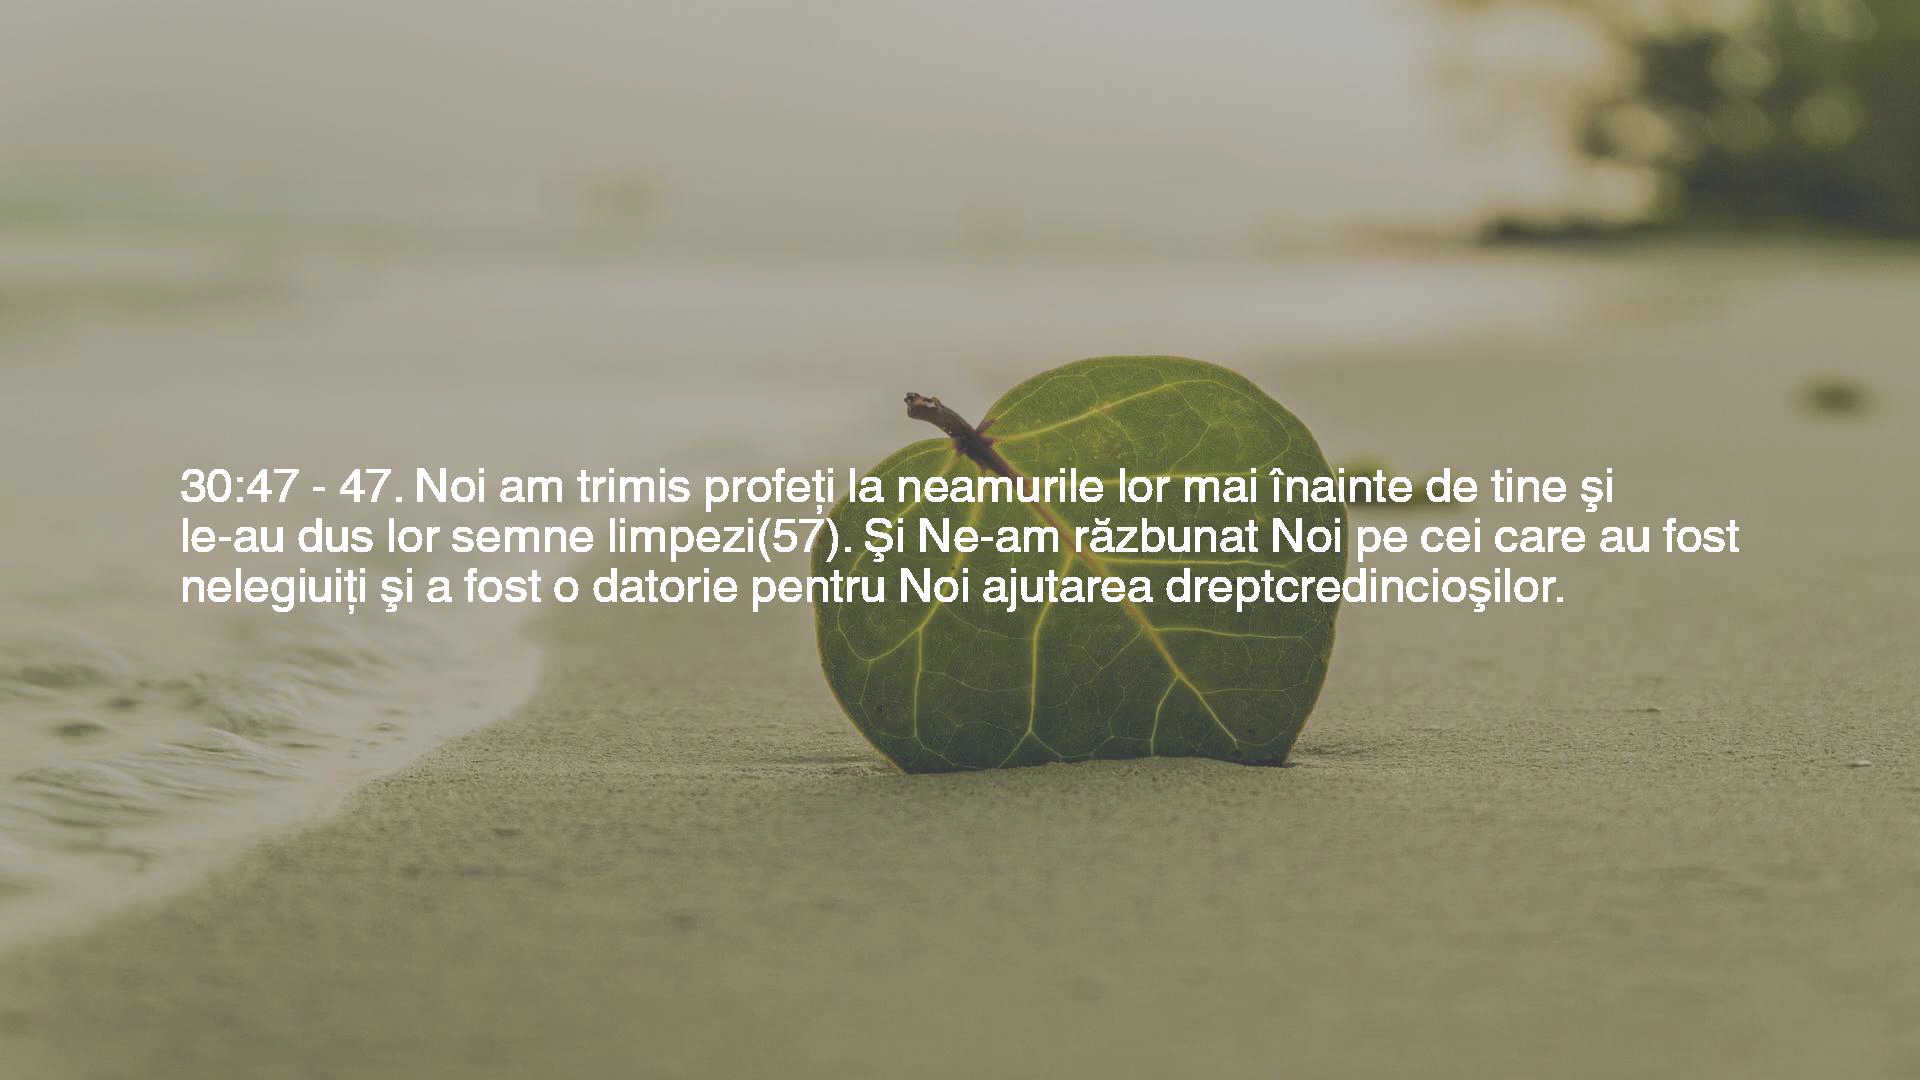 30:47 - 47. Noi am trimis profeţi la neamurile lor mai înainte de tine şi
le-au dus lor semne limpezi(57). Şi Ne-am răzbunat Noi pe cei care au fost
nelegiuiţi şi a fost o datorie pentru Noi ajutarea dreptcredincioşilor.